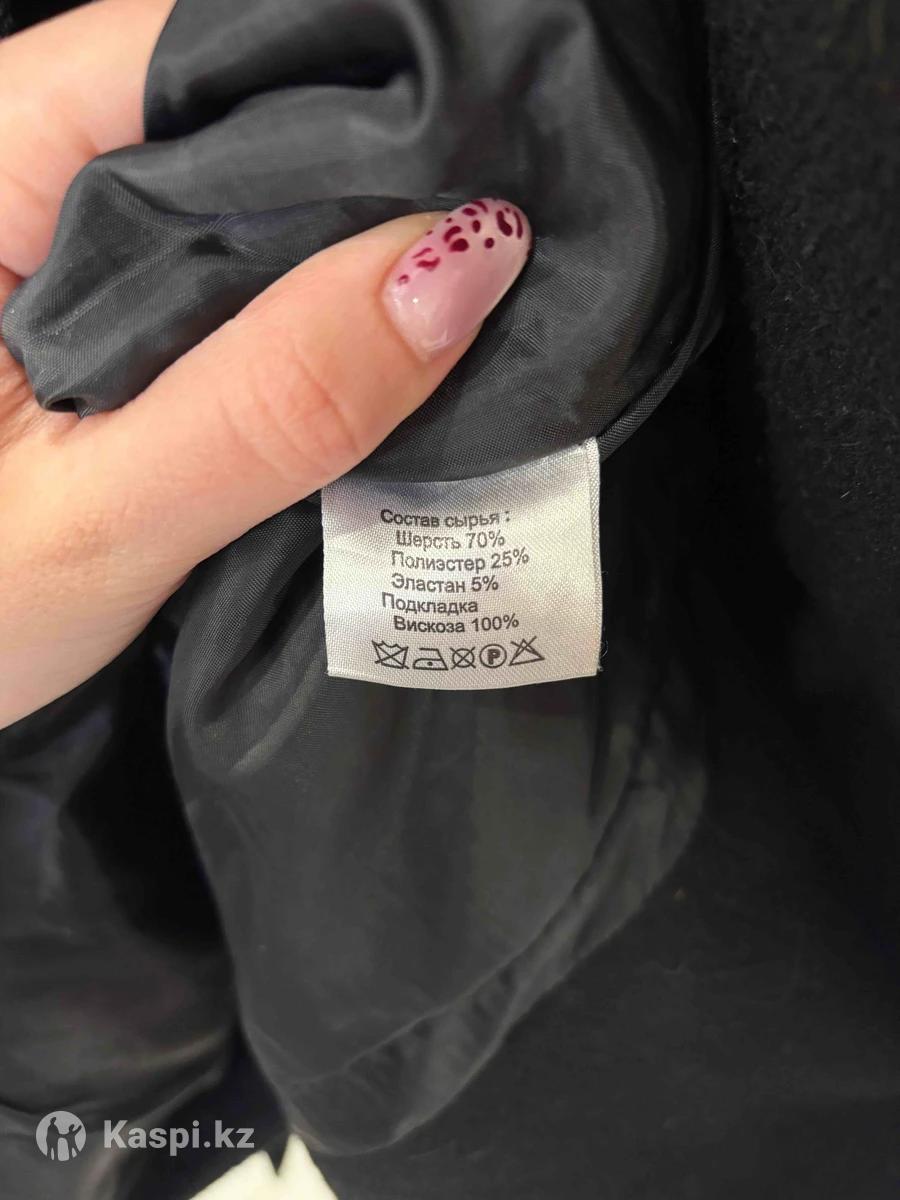 Состав сырья :
Шерсть 70%
Полиэстер 25%
Эластан 5%
Подкладка
Вискоза 100%
P
Kaspi.kz